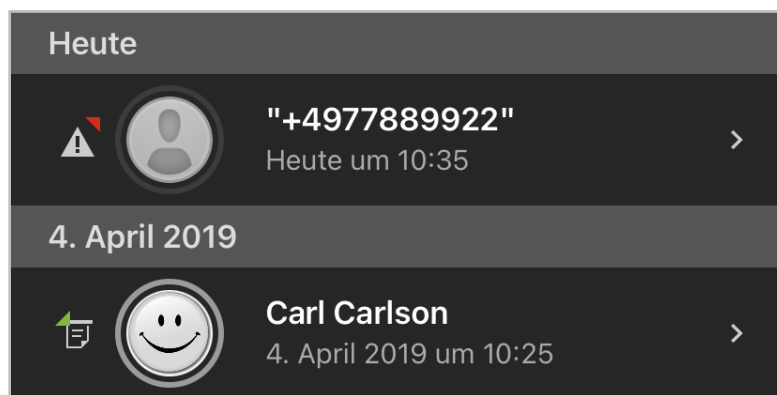 Heute
"+4977889922"
Heute um 10:35
4. April 2019
Carl Carlson
4. April 2019 um 10:25